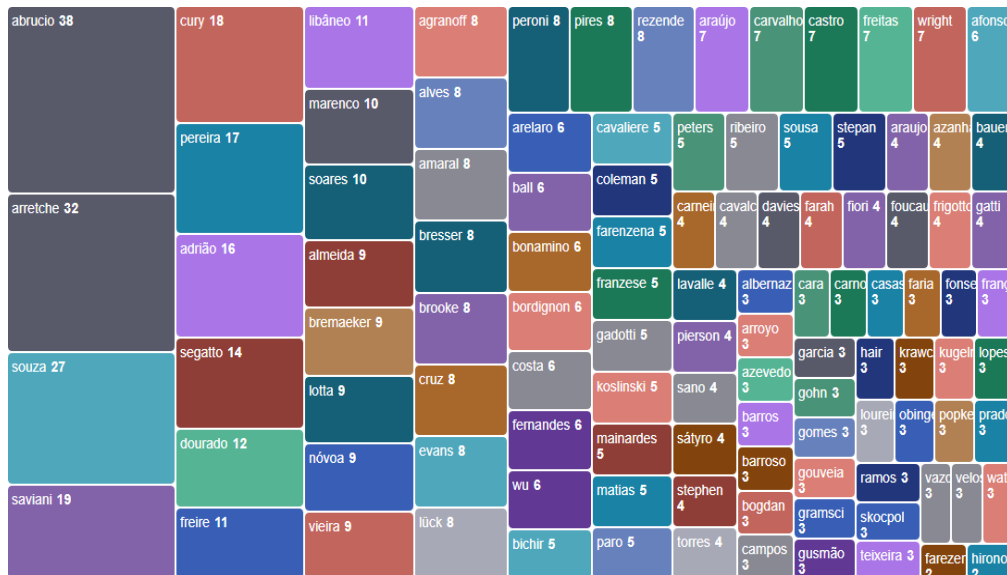 abrucio 38
arretche 32
souza 27
saviani 19
cury 18
pereira 17
adrião 16
segatto 14
dourado 12
freire 11
libâneo 11
marenco 10
soares 10
almeida 9
bremaeker 9
lotta 9
nóvoa 9
vieira 9
agranoff 8
alves 8
amaral 8
bresser 8
brooke 8
cruz 8
evans 8
lück 8
peroni 8
pires 8
rezende
8
araújo
7
carvalho
7
castro
7
freitas
7
wright
7
afonso
6
arelaro 6
ball 6
bonamino 6
bordignon 6
costa 6
fernandes 6
wu 6
bichir 5
cavaliere 5
coleman 5
farenzena 5
franzese 5
gadotti 5
koslinski 5
mainardes
5
matias 5
paro 5
peters
5
ribeiro
5
sousa
5
stepan
5
araujo
4
azanha
4
bauer
4
carnei
4
cavalc
4
davies
4
farah
4
fiori 4
foucau
4
frigotto
4
gatti
4
lavalle 4
pierson 4
sano 4
sátyro 4
stephen
4
torres 4
albernaz
3
arroyo
3
azevedo
3
barros
3
barroso
3
bogdan
3
campos
3
cara
3
carno
3
casas
3
faria
3
fonse
3
franç
3
garcia 3
gohn 3
gomes 3
gouveia
3
gramsci
3
gusmão
3
hair
3
krawc
3
kugelm
3
lopes
3
lourei
3
obinge
3
popke
3
prado
3
ramos 3
skocpol
3
teixeira 3
vazq
3
velos
3
wat
3
farezer
2
hirono
2